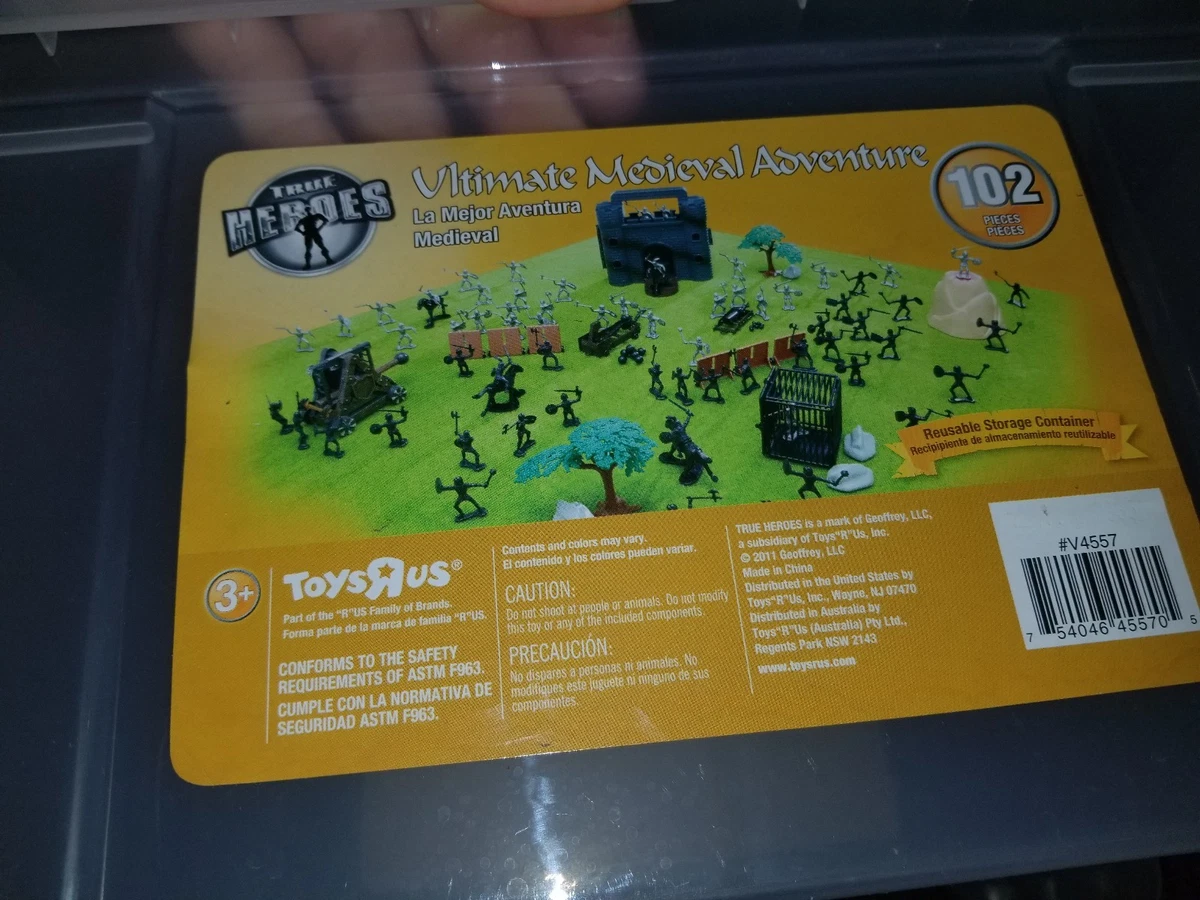 TRUE
HEROES
Ultimate Medieval Adventure
La Mejor Aventura
Medieval
102
PIECES
PIÈCES
Reusable Storage Container
Recipipiente de almacenamiento reutilizable
3+
ToysRUs®
Part of the "R"US Family of Brands.
Forma parte de la marca de familia "R"US.
CONFORMS TO THE SAFETY
REQUIREMENTS OF ASTM F963.
CUMPLE CON LA NORMATIVA DE
SEGURIDAD ASTM F963.
Contents and colors may vary.
El contenido y los colores pueden variar.
CAUTION:
Do not shoot at people or animals. Do not modify
this toy or any of the included components.
PRECAUCIÓN:
No dispares a personas ni animales. No
modifiques este juguete ni ninguno de sus
componentes.
TRUE HEROES is a mark of Geoffrey, LLC,
a subsidiary of Toys"R"Us, Inc.
© 2011 Geoffrey, LLC
Made in China
Distributed in the United States by
Toys"R"Us, Inc., Wayne, NJ 07470
Distributed in Australia by
Toys"R"Us (Australia) Pty Ltd.,
Regents Park NSW 2143
www.toysrus.com
#V4557
7 54046 45570 5